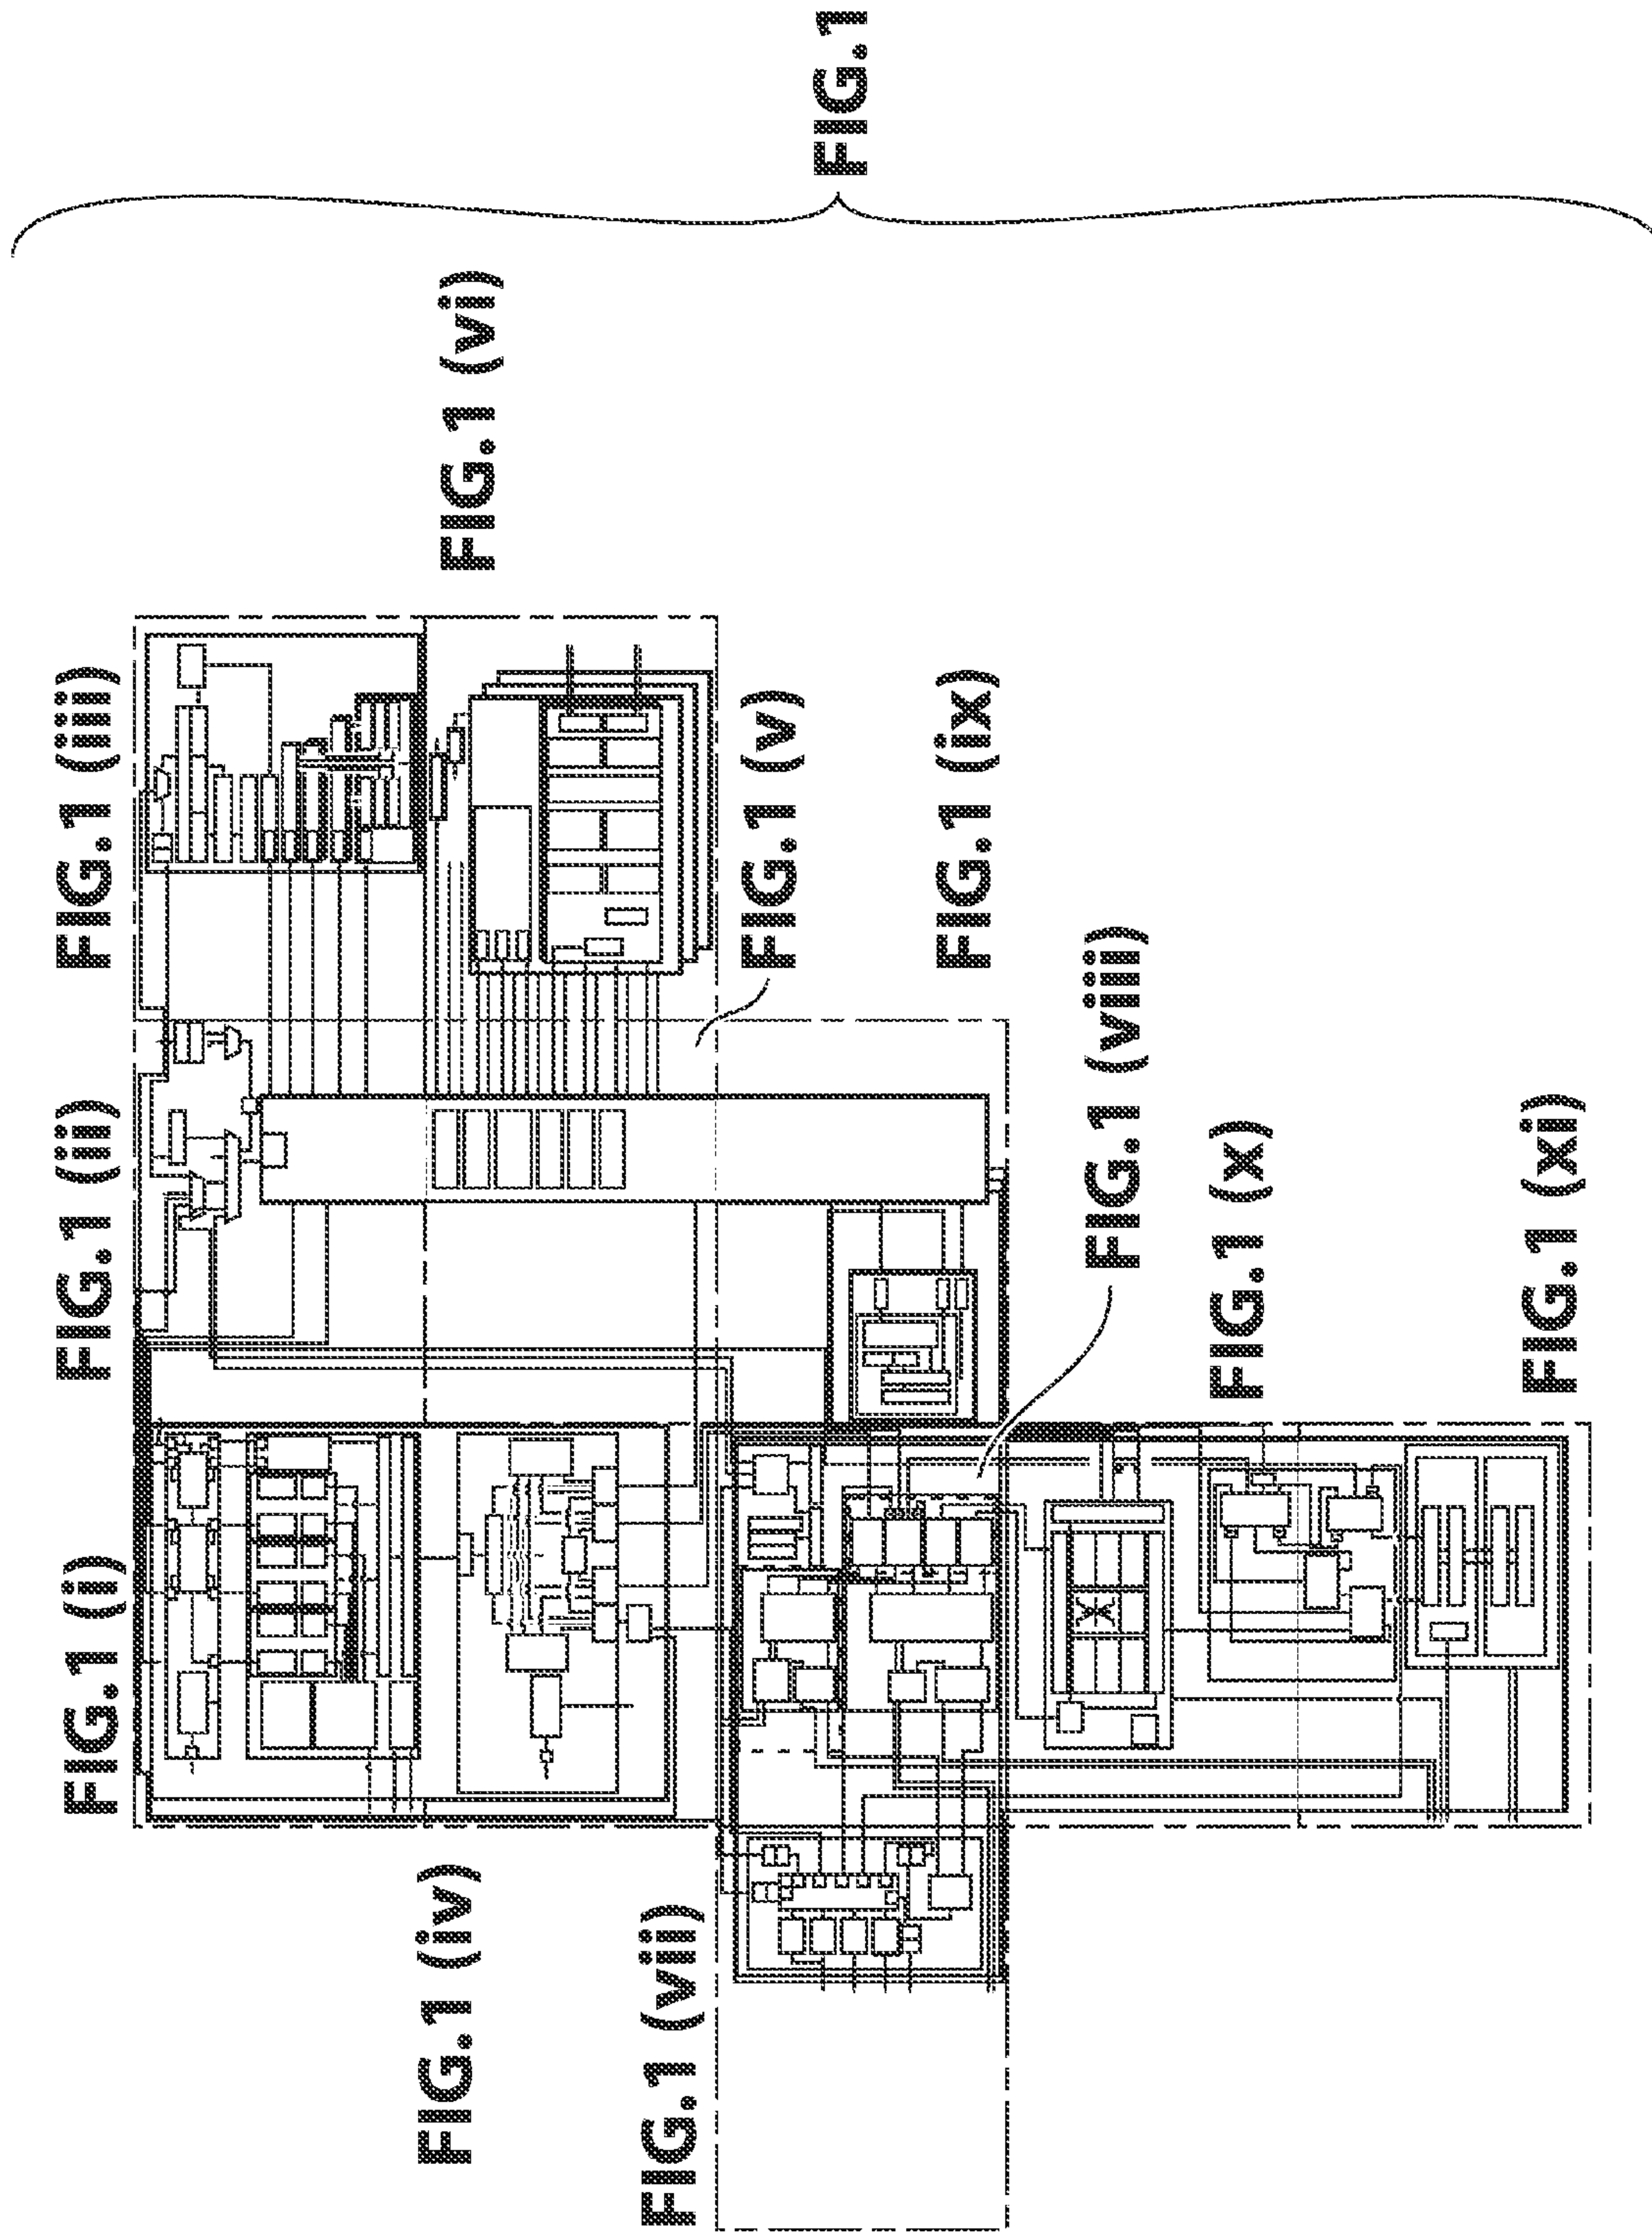 FIG.1 (i)
FIG.1 (ii)
FIG.1 (iii)
FIG.1 (iv)
FIG.1 (v)
FIG.1 (vi)
FIG.1 (vii)
FIG.1 (viii)
FIG.1 (ix)
FIG.1 (x)
FIG.1 (xi)
FIG.1